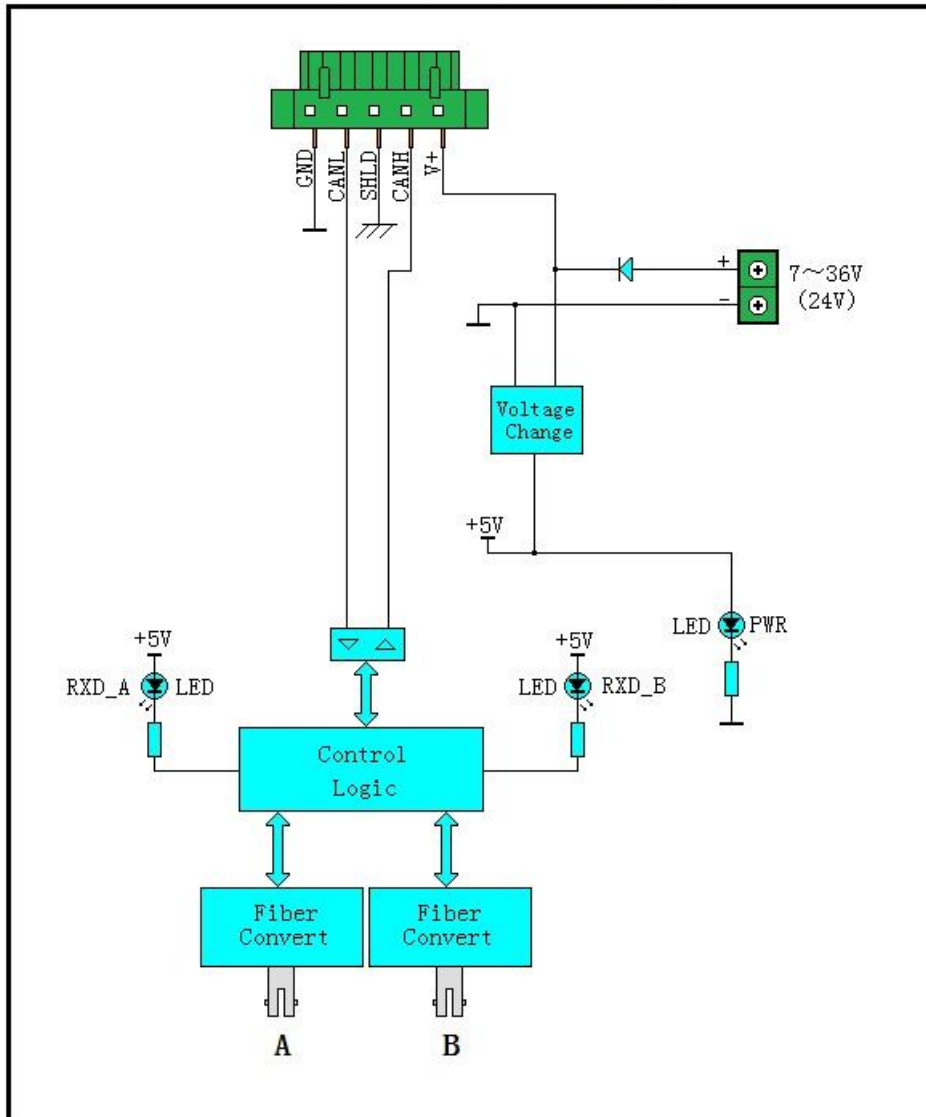 GND
CANL
SHLD
CANH
V+
+
7～36V
-
(24V)
Voltage
Change
+5V
LED
PWR
+5V
+5V
RXD_A
LED
LED
RXD_B
Control
Logic
Fiber
Convert
Fiber
Convert
A
B